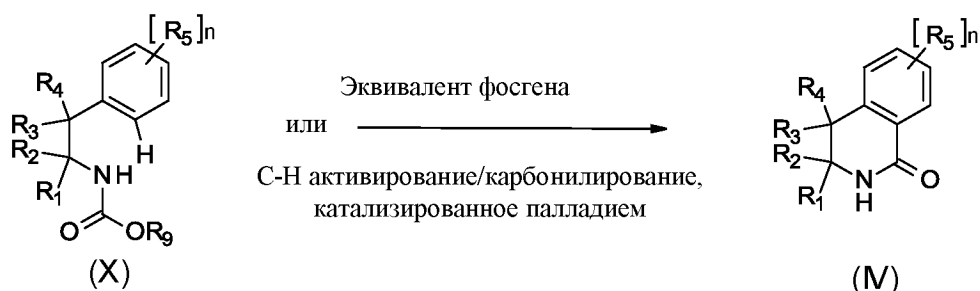 [R5]n
R4
R3
R2
R1
H
NH
O
OR9
(X)
Эквивалент фосгена
или
С-Н активирование/карбонилирование,
катализированное палладием
[R5]n
R4
R3
R2
R1
N
H
O
(IV)